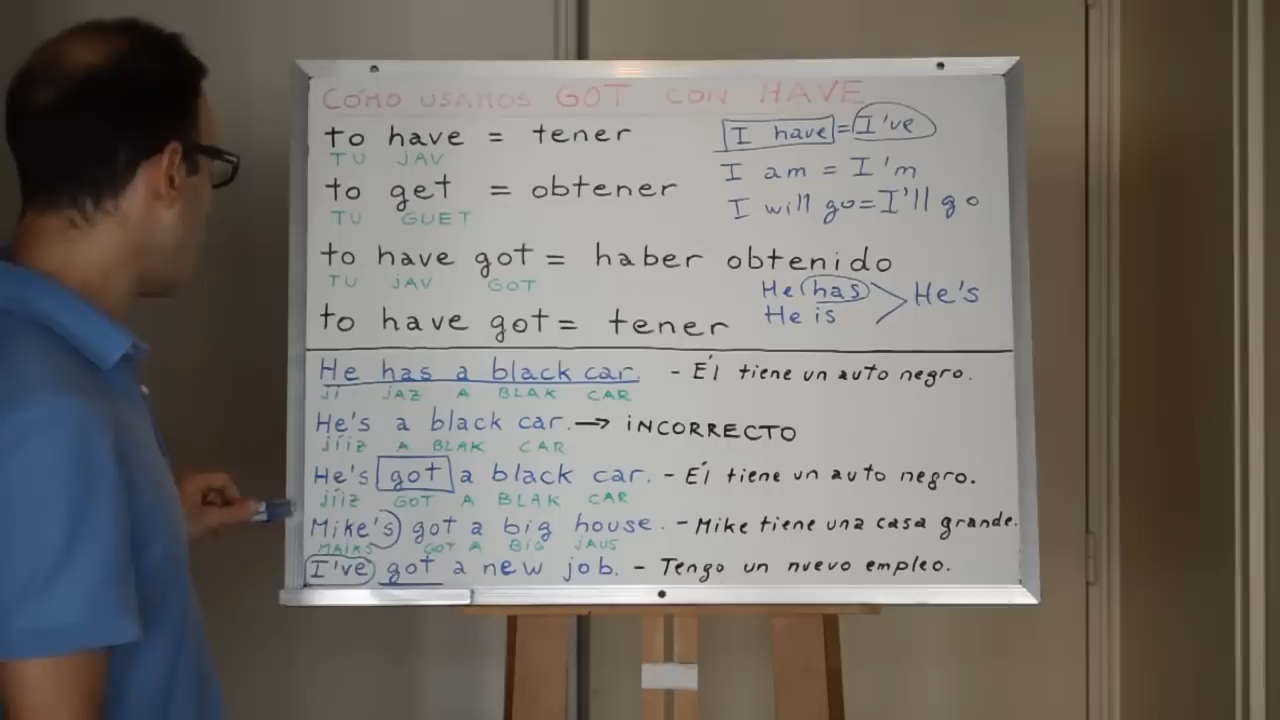 CÓMO USAMOS GOT CON HAVE
to have = tener
TU JAV
to get = obtener
TU GUET
I have = I've
I am = I'm
I will go = I'll go
to have got = haber obtenido
TU JAV GOT
He has
He is
He's
to have got = tener
He has a black car. - Él tiene un auto negro.
JI JAZ A BLAK CAR
He's a black car. → INCORRECTO
JIIZ A BLAK CAR
He's got a black car. - Él tiene un auto negro.
JIIZ GOT A BLAK CAR
Mike's got a big house. - Mike tiene una casa grande.
MAIKS GOT A BIG JAUS
I've got a new job. - Tengo un nuevo empleo.